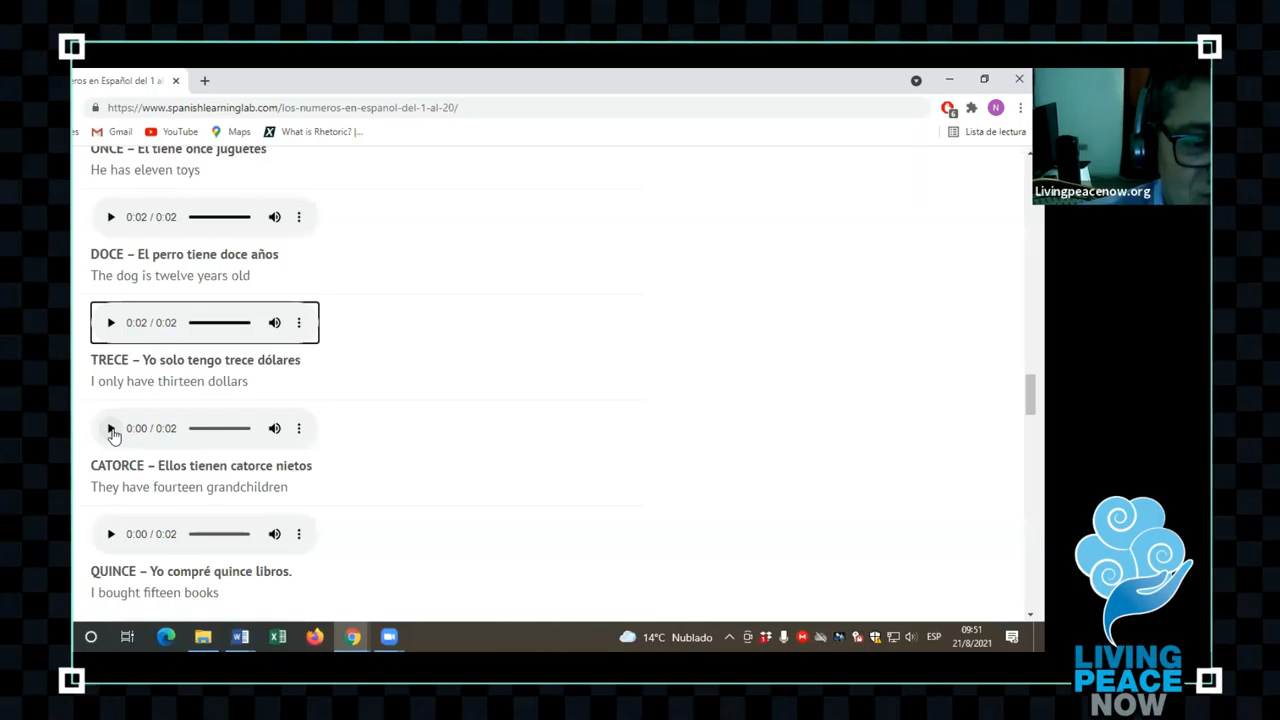 eros en Español del 1 al
https://www.spanishlearninglab.com/los-numeros-en-espanol-del-1-al-20/
N
es
Gmail
YouTube
Maps
What is Rhetoric? |...
Lista de lectura
6
Livingpeacenow.org
ONCE – Él tiene once juguetes
He has eleven toys
0:02 / 0:02
DOCE – El perro tiene doce años
The dog is twelve years old
0:02 / 0:02
TRECE – Yo solo tengo trece dólares
I only have thirteen dollars
0:00 / 0:02
CATORCE – Ellos tienen catorce nietos
They have fourteen grandchildren
0:00 / 0:02
QUINCE – Yo compré quince libros.
I bought fifteen books
14°C Nublado
ESP
09:51
21/8/2021
LIVING
PEACE
NOW